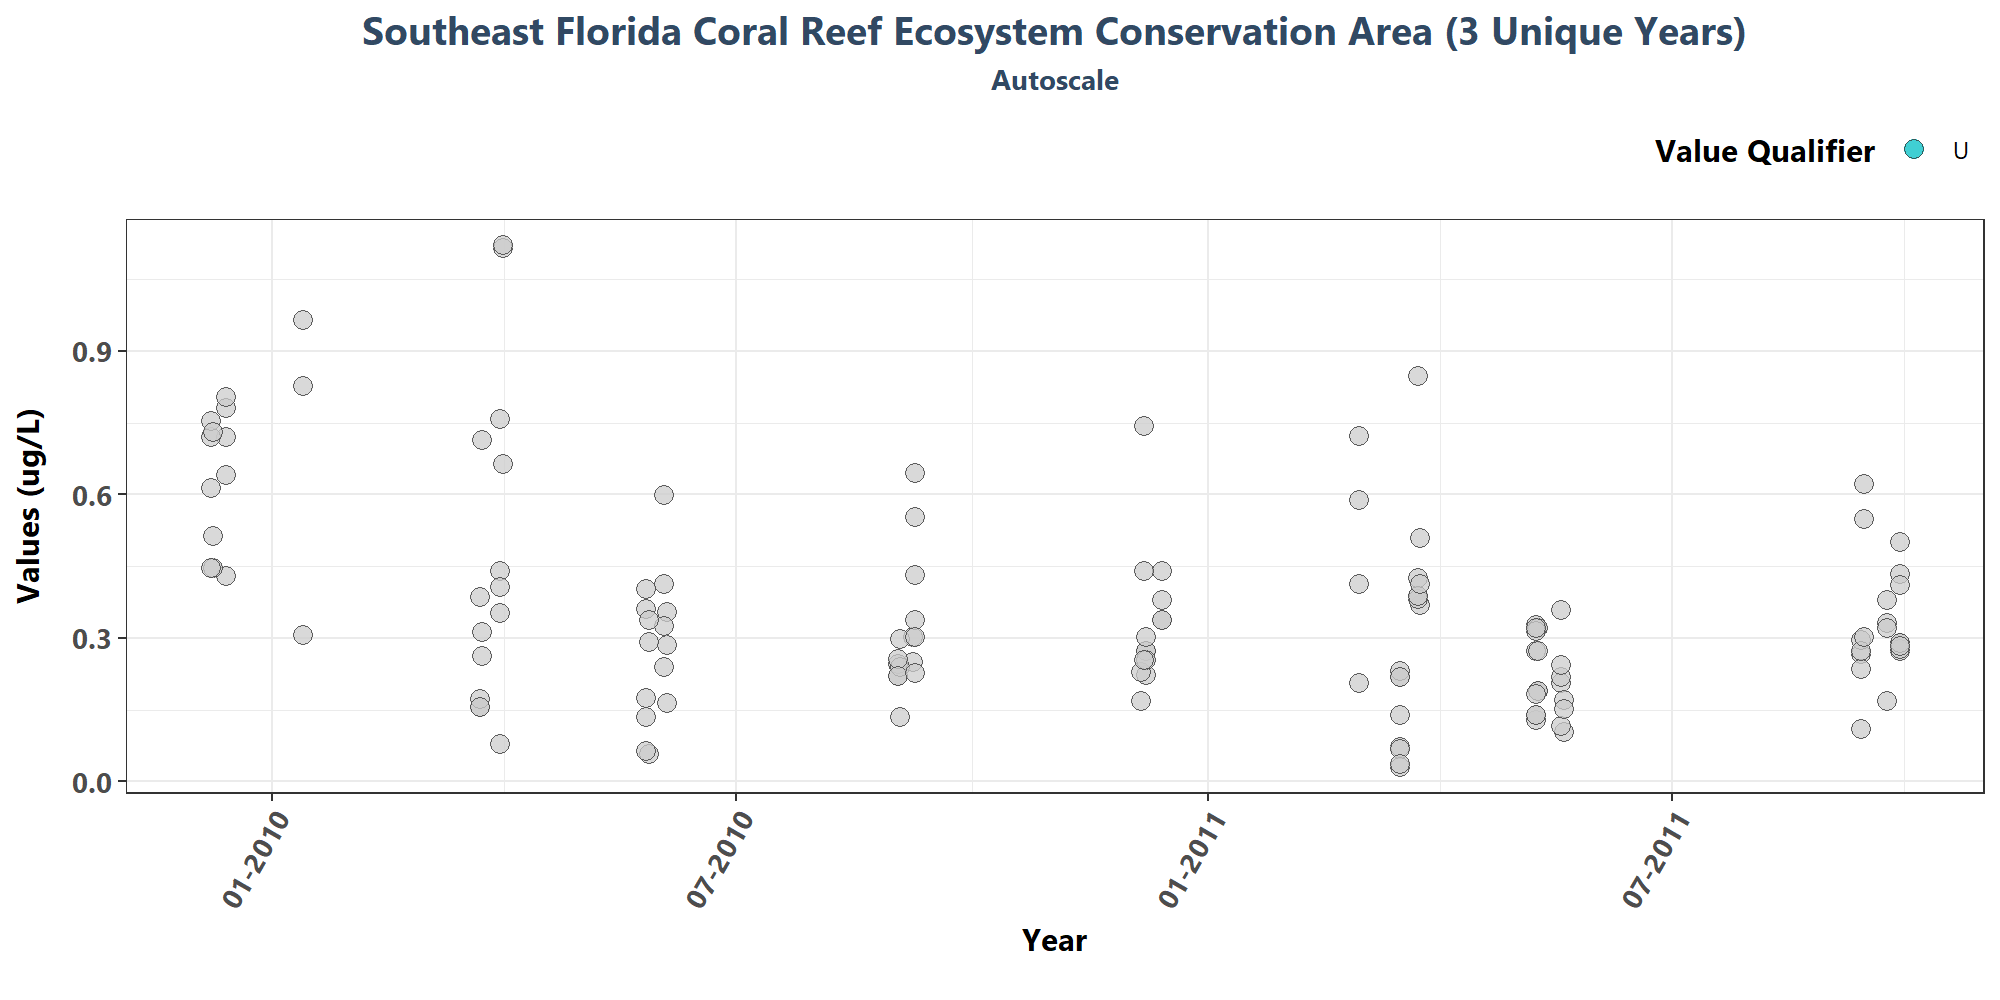 Southeast Florida Coral Reef Ecosystem Conservation Area (3 Unique Years)
Autoscale
Value Qualifier U
Values (ug/L)
0.9
0.6
0.3
0.0
01-2010
07-2010
01-2011
07-2011
Year